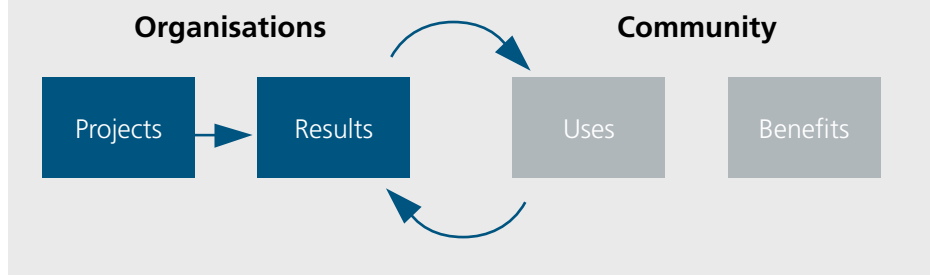 Organisations
Community
Projects
Results
Uses
Benefits